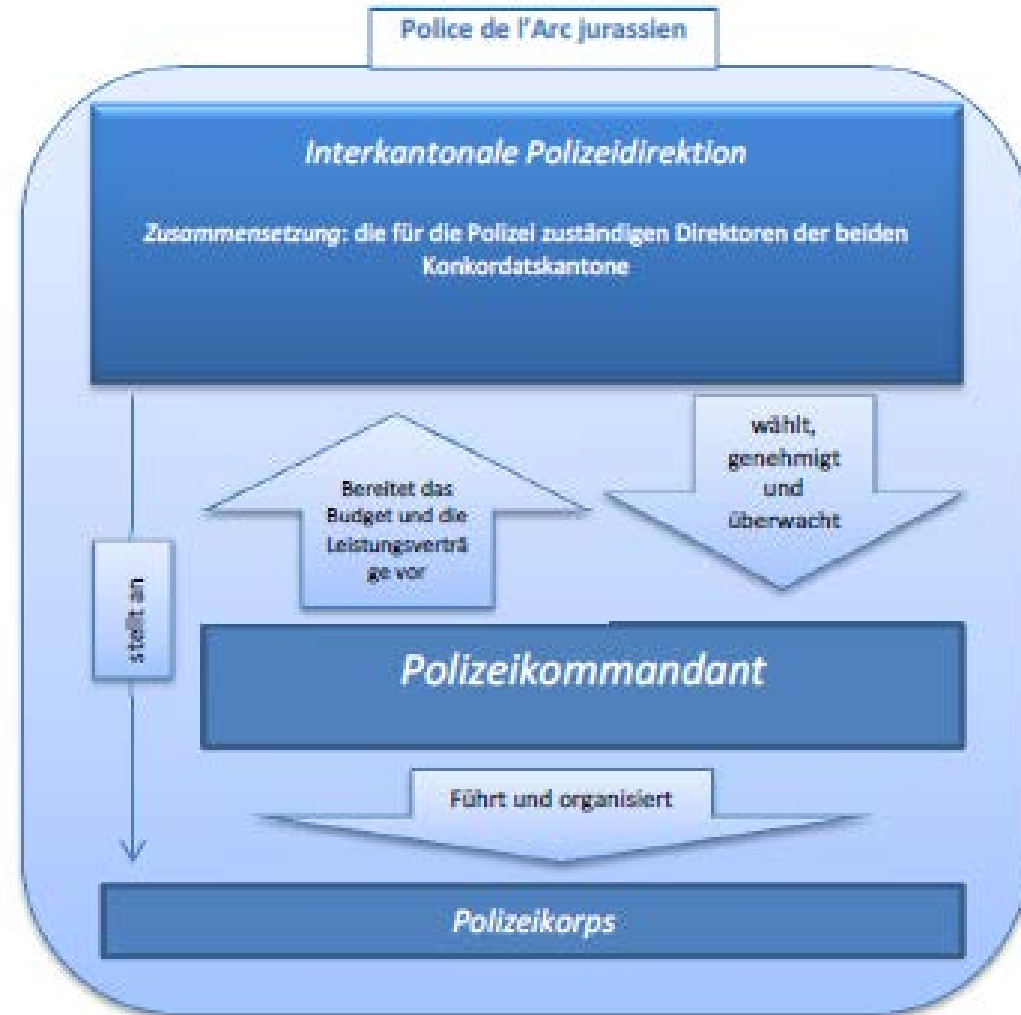 Police de l'Arc jurassien
Interkantonale Polizeidirektion
Zusammensetzung: die für die Polizei zuständigen Direktoren der beiden
Konkordatskantone
wählt,
genehmigt
und
überwacht
Bereitet das
Budget und die
Leistungsverträ
ge vor
stellt an
Polizeikommandant
Führt und organisiert
Polizeikorps